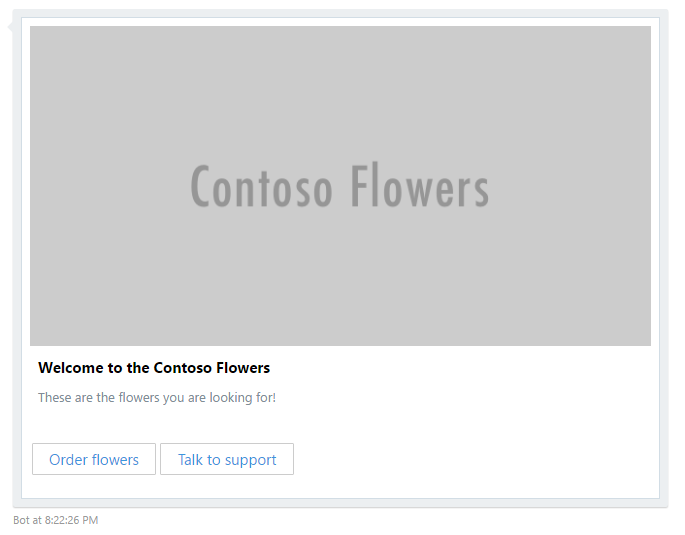 Contoso Flowers
Welcome to the Contoso Flowers
These are the flowers you are looking for!
Order flowers
Talk to support
Bot at 8:22:26 PM